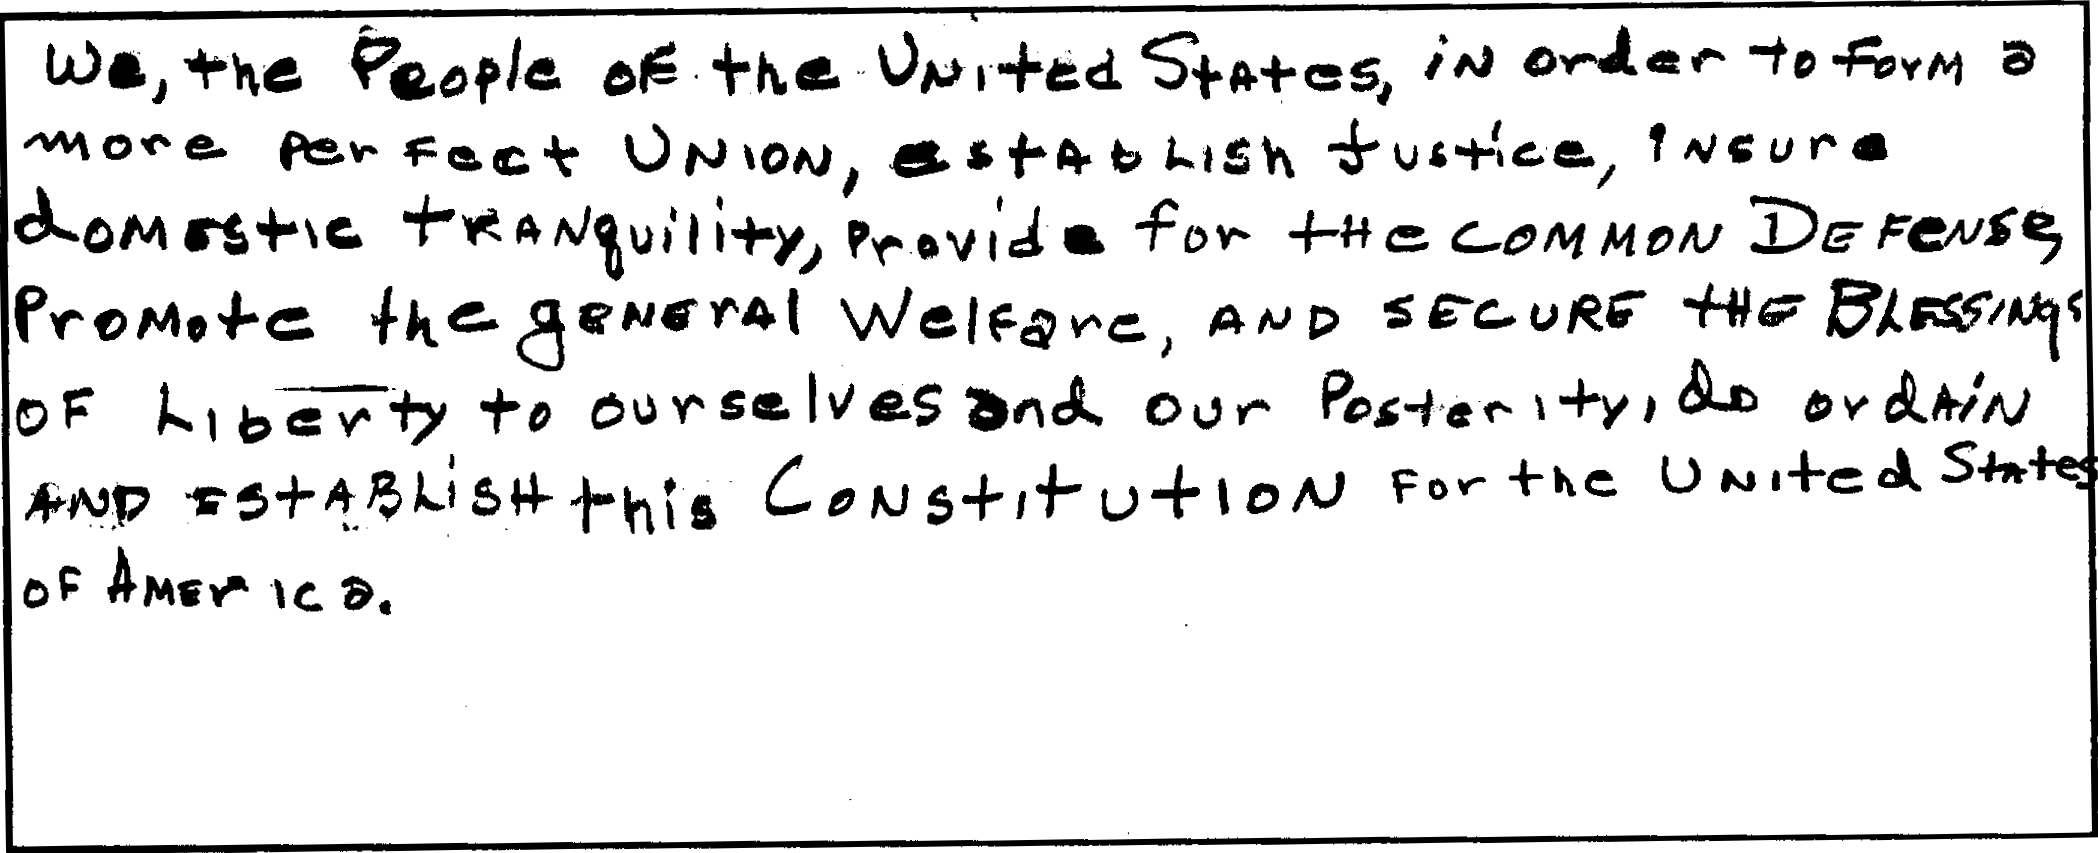 We, the People of the United States, in order to form a
more perfect UNION, establish Justice, insure
domestic tranquility, provide for the common Defense,
Promote the general Welfare, AND SECURE the BLESSINGS
OF Liberty to ourselves and our Posterity, do ordain
AND ESTABLISH this Constitution for the United States
of America.